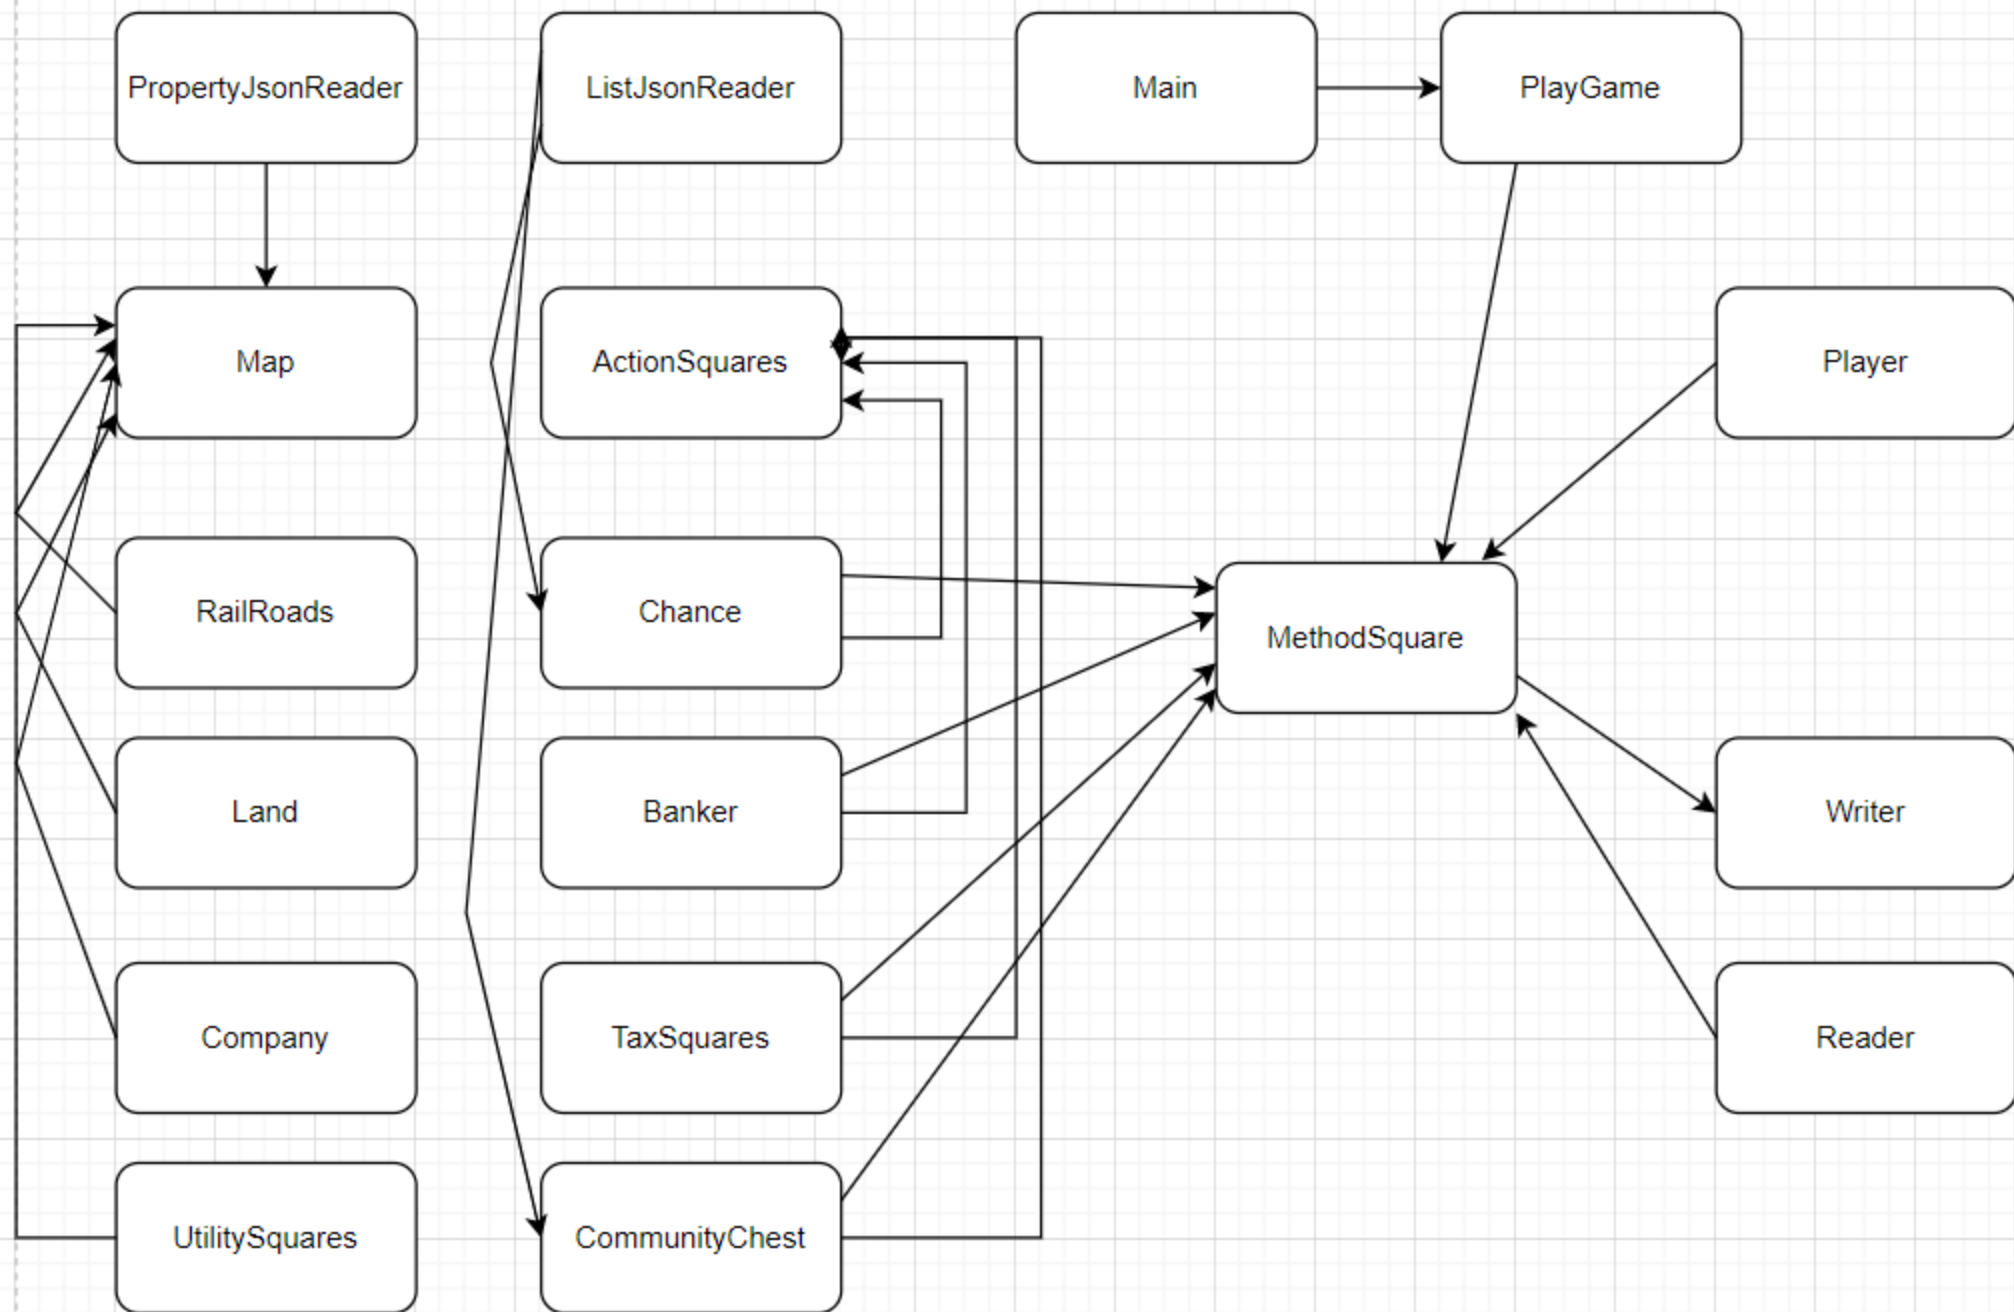 PropertyJsonReader
ListJsonReader
Main
PlayGame
Map
ActionSquares
Player
RailRoads
Chance
MethodSquare
Land
Banker
Writer
Company
TaxSquares
Reader
UtilitySquares
CommunityChest